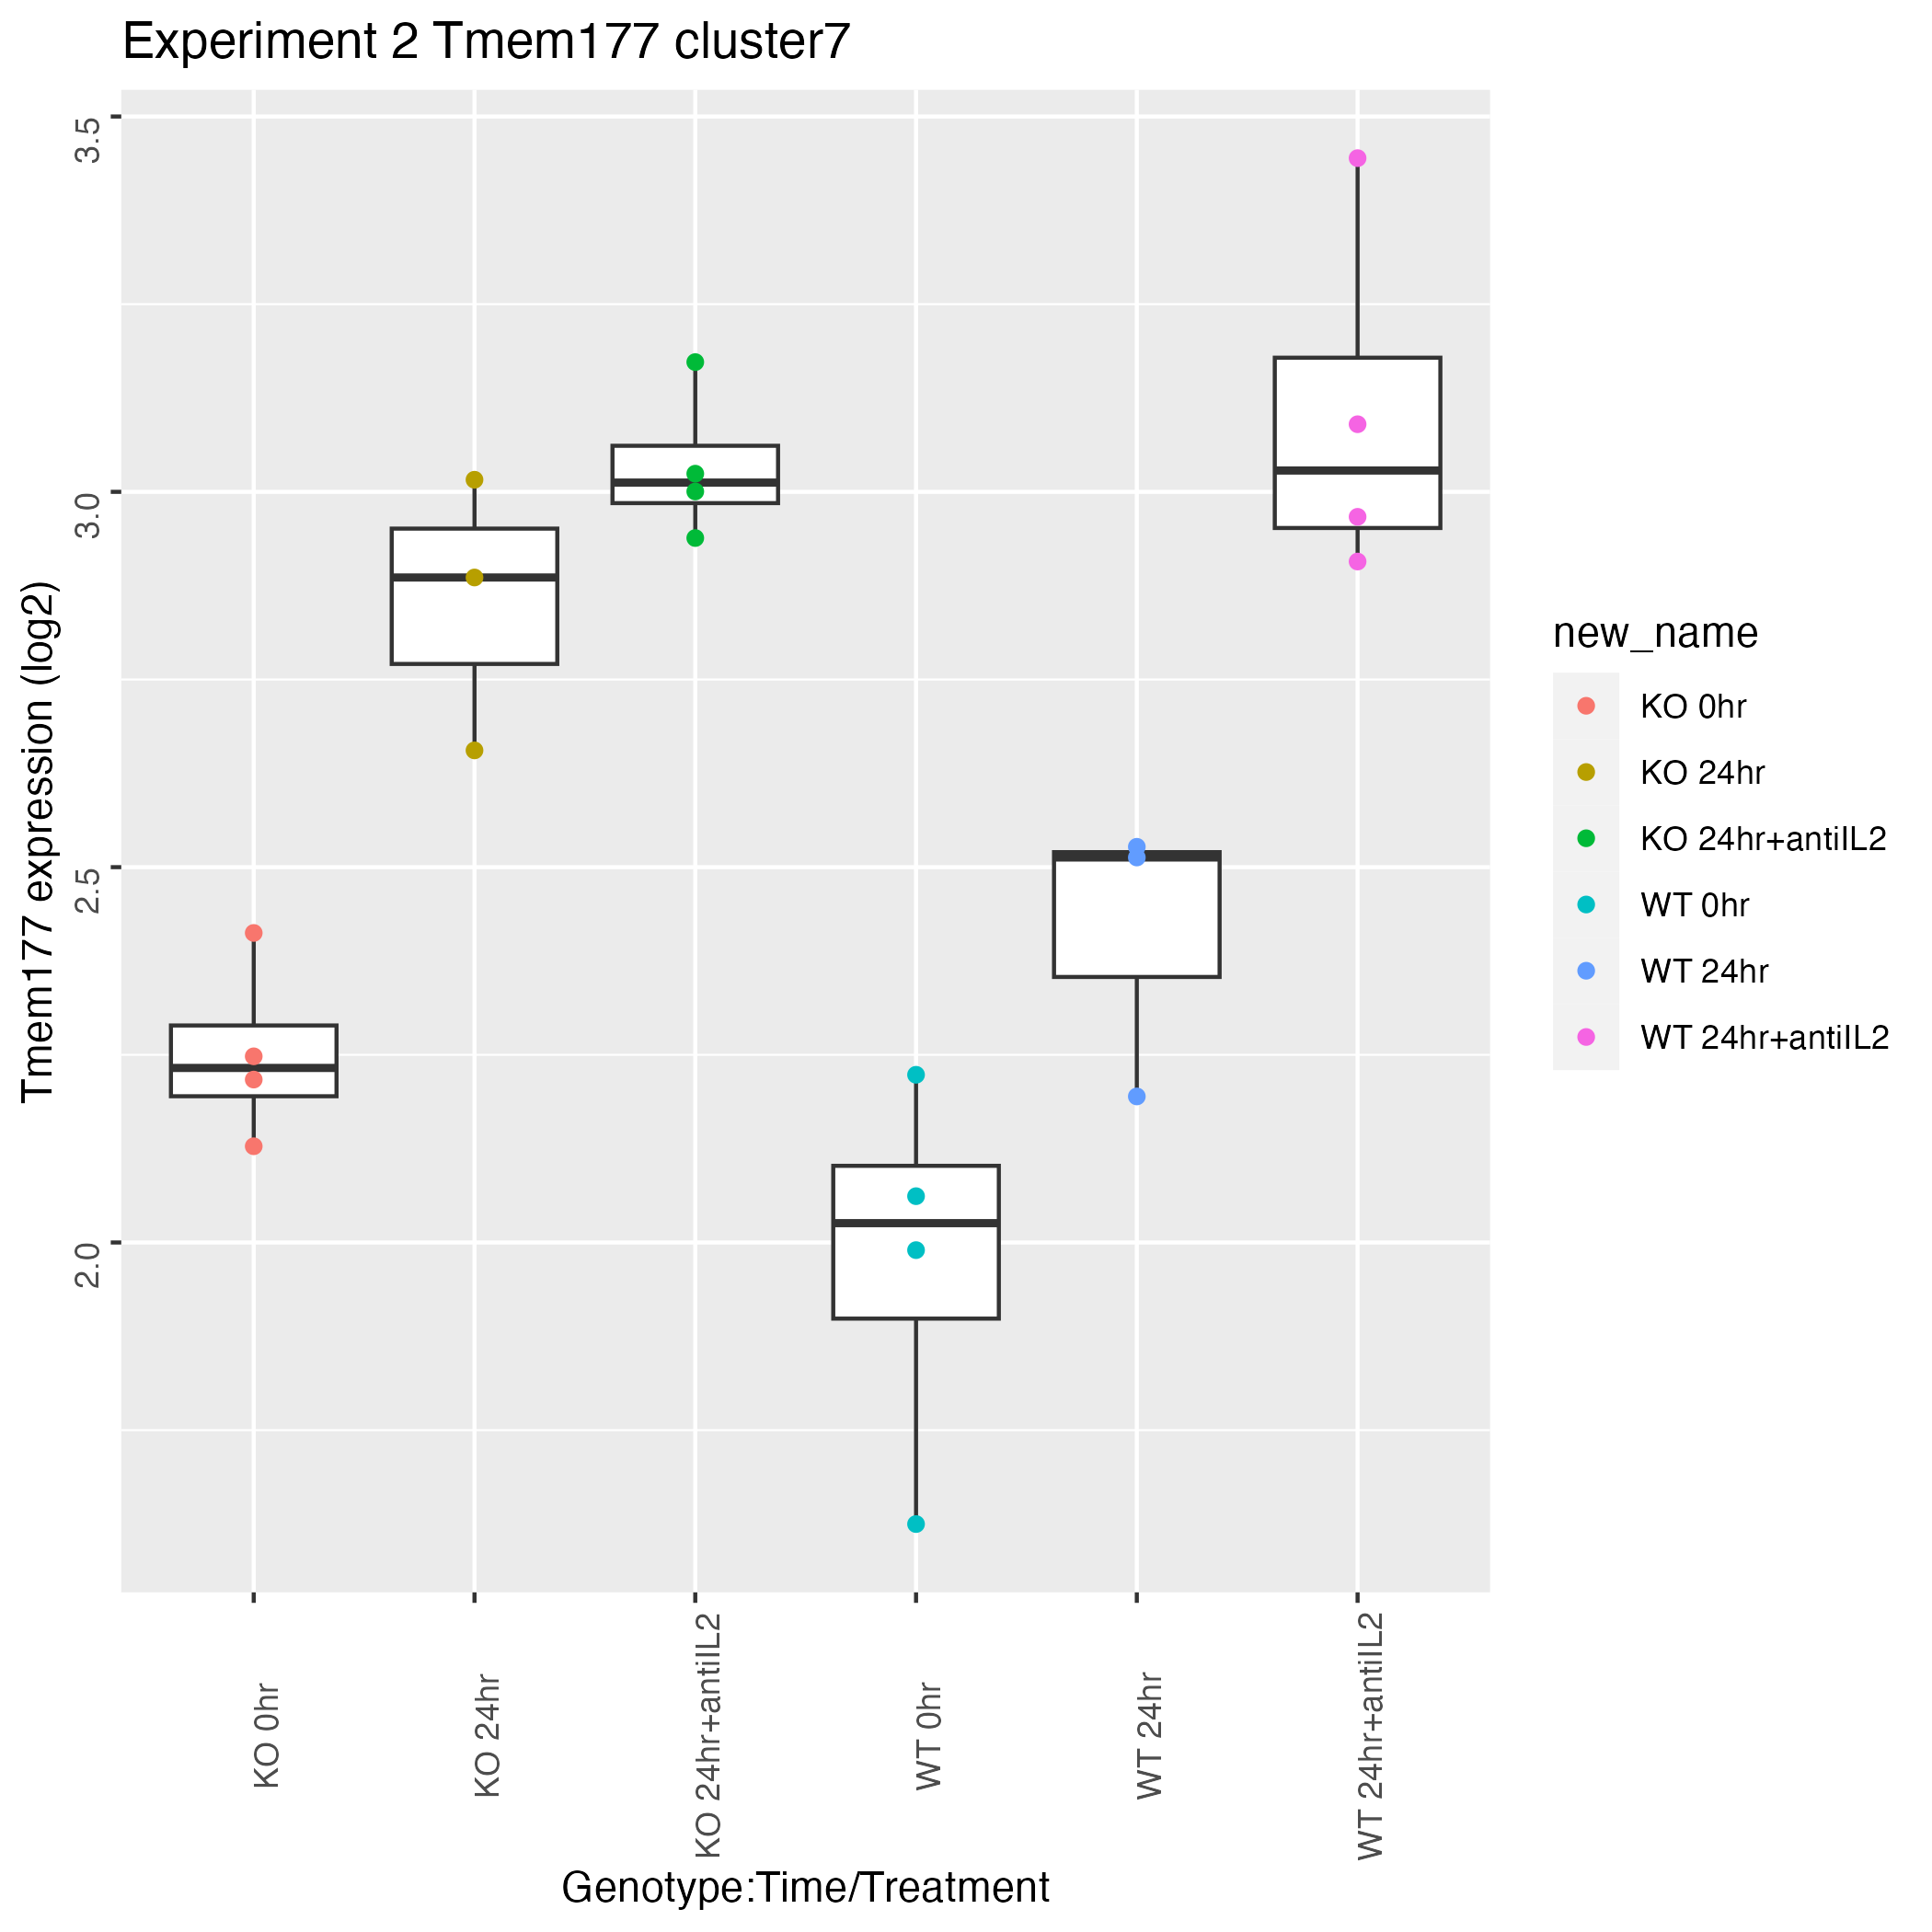 Experiment 2 Tmem177 cluster7
Tmem177 expression (log2)
3.5
3.0
2.5
2.0
KO 0hr
KO 24hr
KO 24hr+antiIL2
WT 0hr
WT 24hr
WT 24hr+antiIL2
Genotype:Time/Treatment
new_name
KO 0hr
KO 24hr
KO 24hr+antiIL2
WT 0hr
WT 24hr
WT 24hr+antiIL2